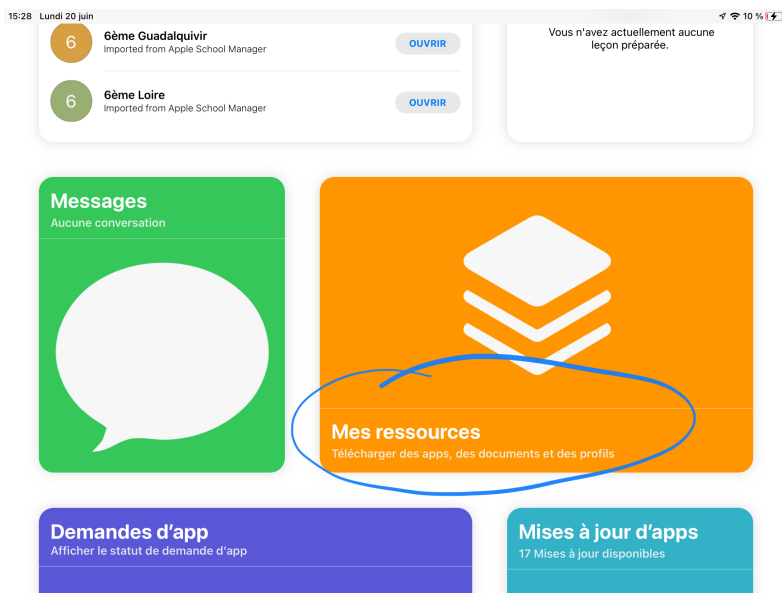 15:28 Lundi 20 juin
10 %
6
6ème Guadalquivir
Imported from Apple School Manager
OUVRIR
6
6ème Loire
Imported from Apple School Manager
OUVRIR
Vous n'avez actuellement aucune
leçon préparée.
Messages
Aucune conversation
Mes ressources
Télécharger des apps, des documents et des profils
Demandes d'app
Afficher le statut de demande d'app
Mises à jour d'apps
17 Mises à jour disponibles